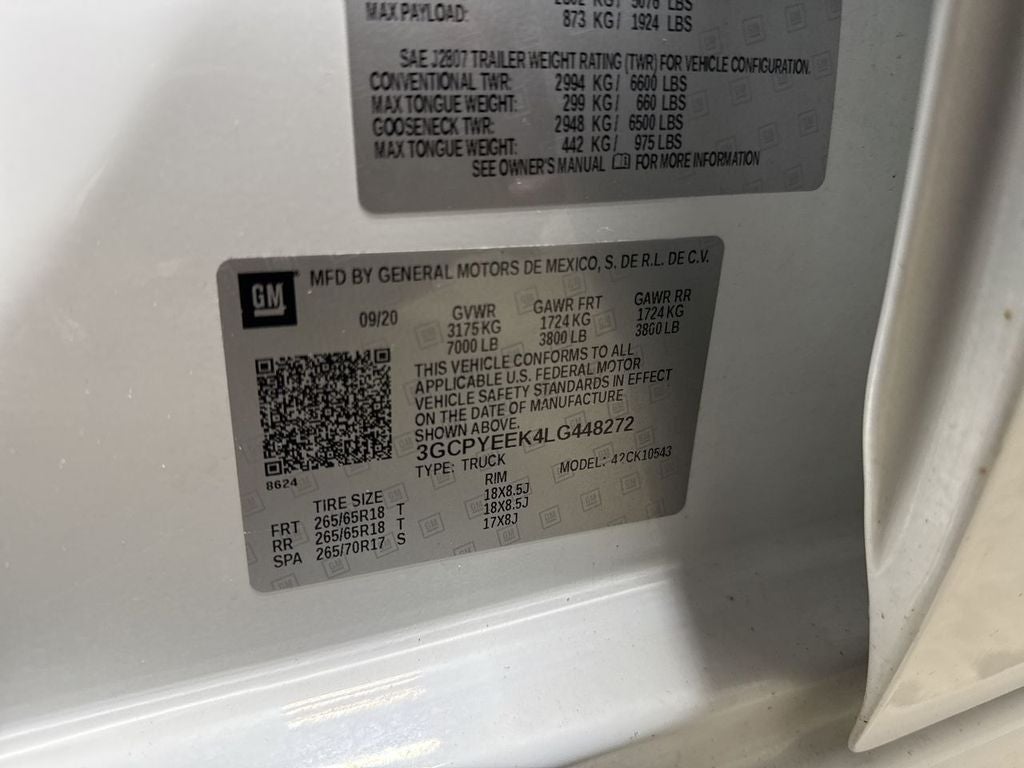 MAX PAYLOAD: 873 KG/ 1924 LBS
SAE J2807 TRAILER WEIGHT RATING (TWR) FOR VEHICLE CONFIGURATION.
CONVENTIONAL TWR: 2994 KG/ 6600 LBS
MAX TONGUE WEIGHT: 299 KG/ 660 LBS
GOOSENECK TWR: 2948 KG/ 6500 LBS
MAX TONGUE WEIGHT: 442 KG/ 975 LBS
SEE OWNER'S MANUAL FOR MORE INFORMATION
GM
MFD BY GENERAL MOTORS DE MEXICO, S. DE R.L. DE C.V.
09/20 GVWR GAWR FRT GAWR RR
3175 KG 1724 KG 1724 KG
7000 LB 3800 LB 3800 LB
THIS VEHICLE CONFORMS TO ALL
APPLICABLE U.S. FEDERAL MOTOR
VEHICLE SAFETY STANDARDS IN EFFECT
ON THE DATE OF MANUFACTURE
SHOWN ABOVE.
3GCPYEEK4LG448272
TYPE: TRUCK MODEL: 4?CK10543
8624
TIRE SIZE RIM
FRT 265/65R18 T 18X8.5J
RR 265/65R18 T 18X8.5J
SPA 265/70R17 S 17X8J